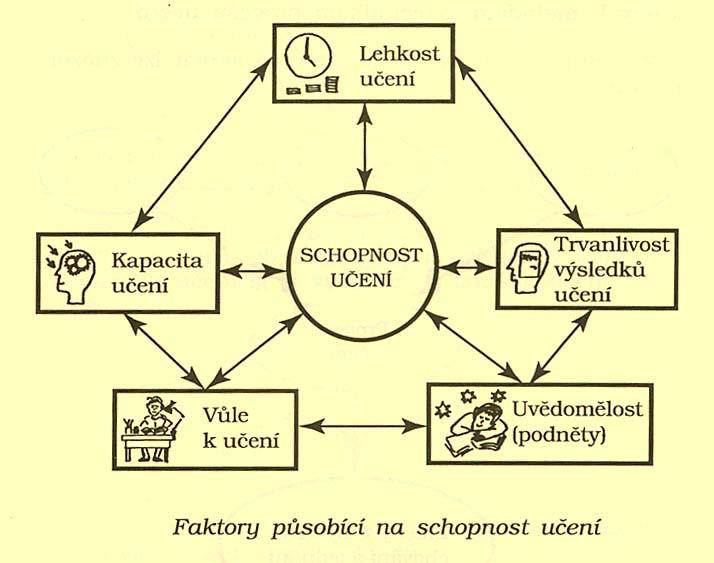 Lehkost
učení
Kapacita
učení
SCHOPNOST
UČENÍ
Trvanlivost
výsledků
učení
Vůle
k učení
Uvědomělost
(podněty)
Faktory působící na schopnost učení